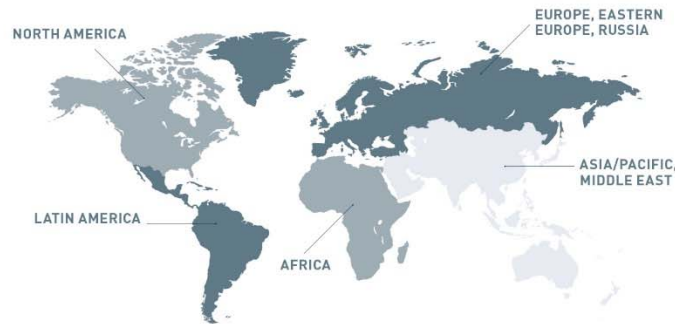 NORTH AMERICA
EUROPE, EASTERN
EUROPE, RUSSIA
ASIA/PACIFIC,
MIDDLE EAST
LATIN AMERICA
AFRICA